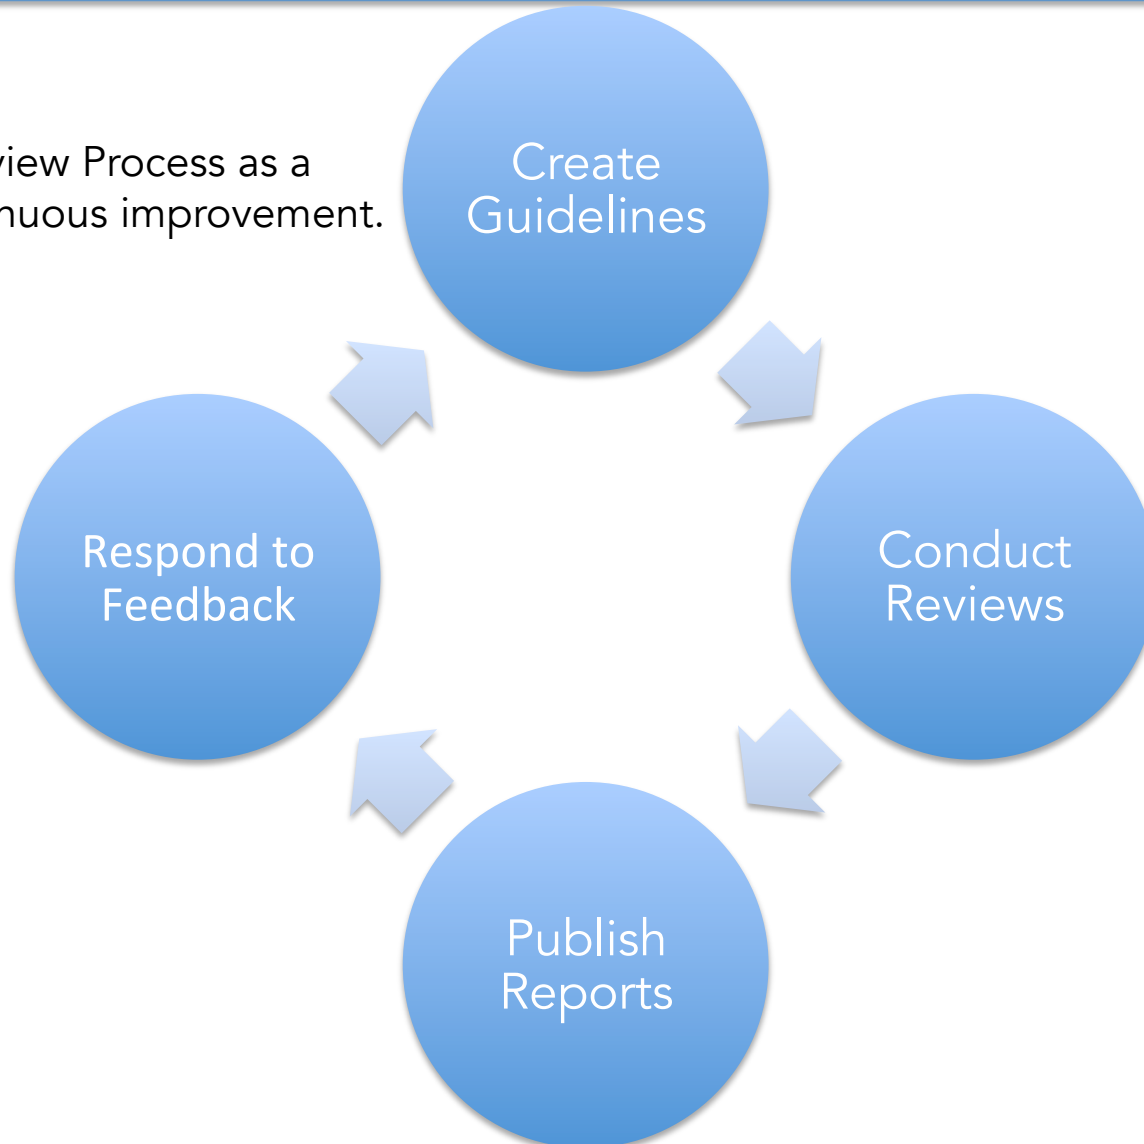 view Process as a
nuous improvement.
Create
Guidelines
Respond to
Feedback
Conduct
Reviews
Publish
Reports